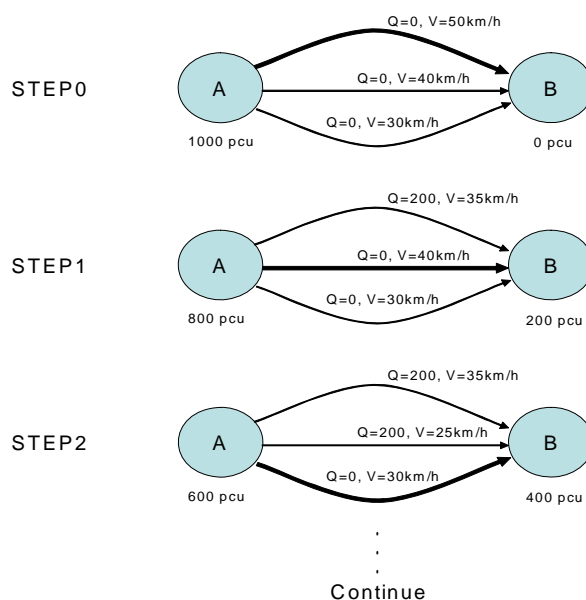 Q=0, V=50km/h
STEP0
A
Q=0, V=40km/h
B
Q=0, V=30km/h
1000 pcu
0 pcu
Q=200, V=35km/h
STEP1
A
Q=0, V=40km/h
B
Q=0, V=30km/h
800 pcu
200 pcu
Q=200, V=35km/h
STEP2
A
Q=200, V=25km/h
B
Q=0, V=30km/h
600 pcu
400 pcu
Continue